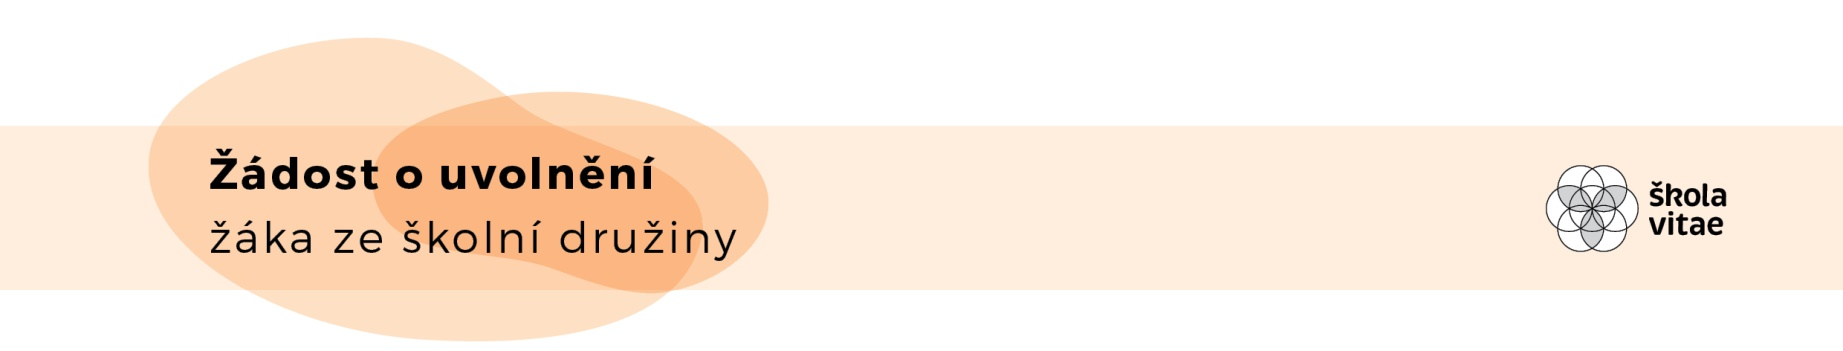 Žádost o uvolnění
žáka ze školní družiny
škola
vitae